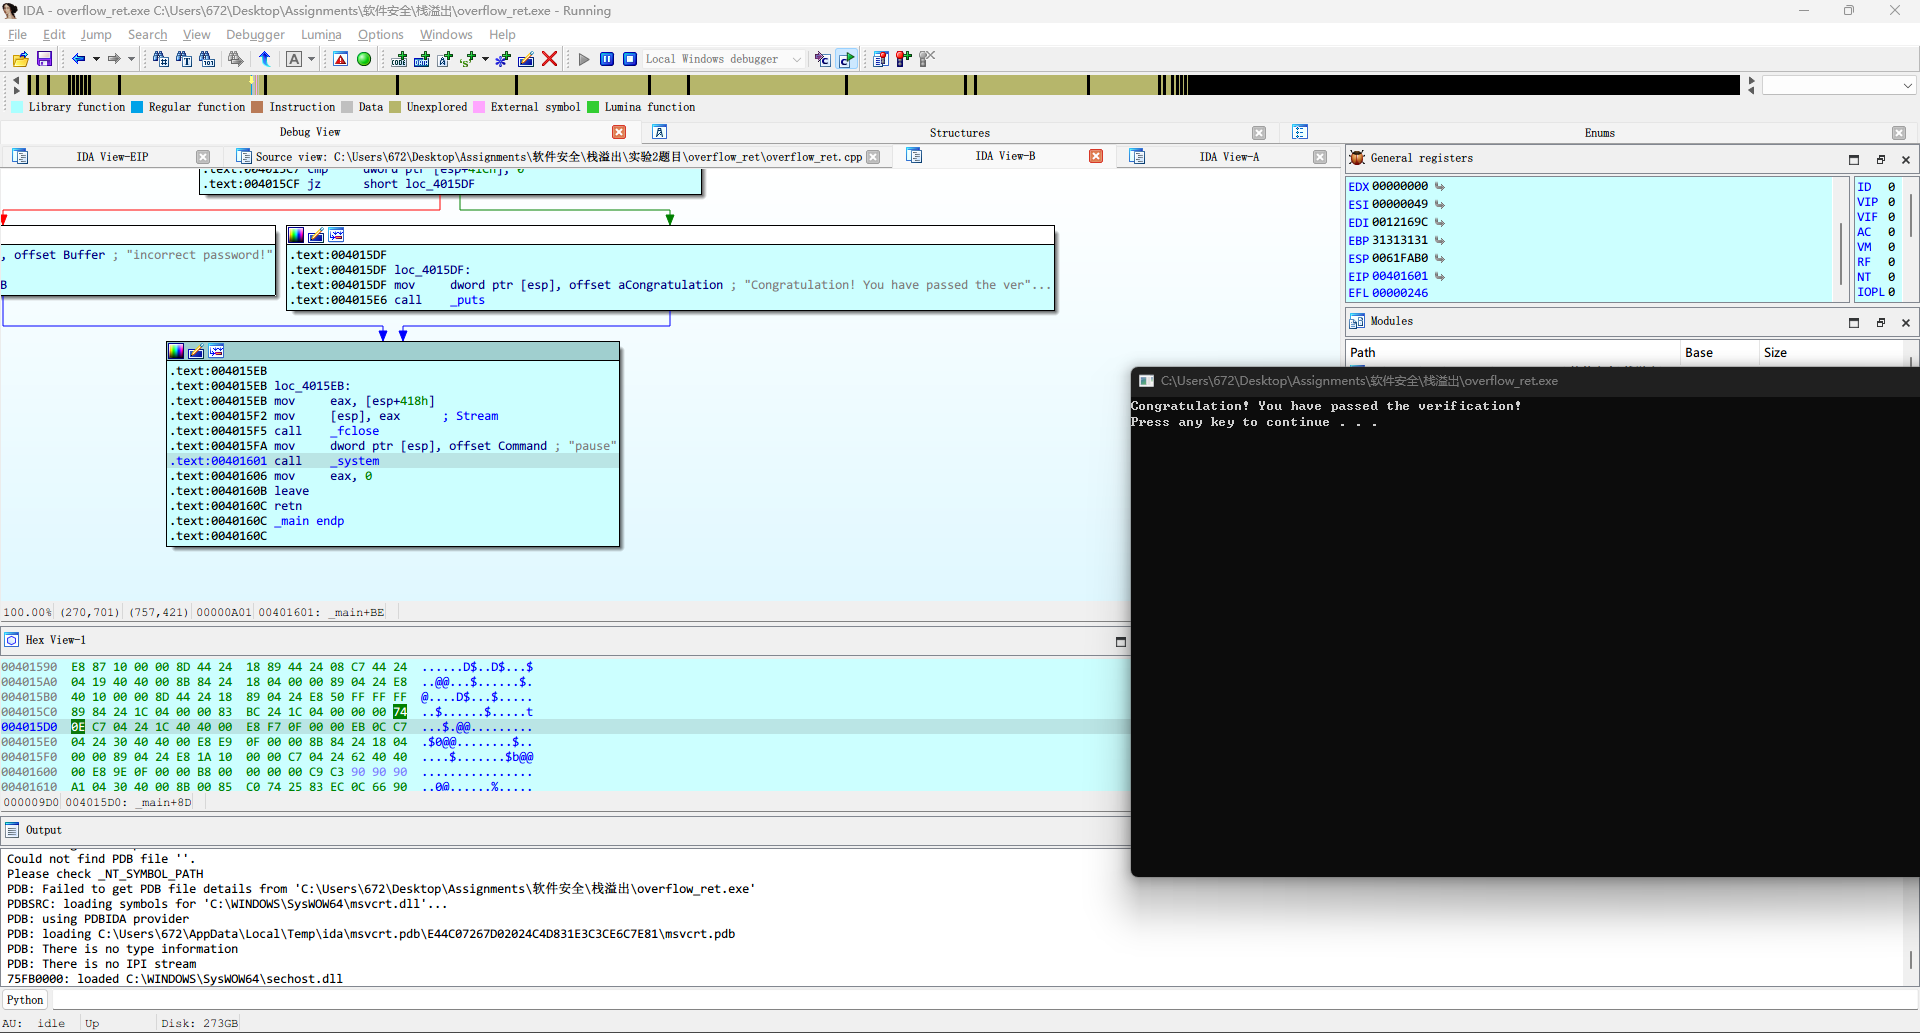 IDA - overflow_ret.exe C:\Users\672\Desktop\Assignments\软件安全\栈溢出\overflow_ret.exe - Running
File Edit Jump Search View Debugger Lumina Options Windows Help
Local Windows debugger
Library function Regular function Instruction Data Unexplored External symbol Lumina function
Debug View Structures Enums
IDA View-EIP Source view: C:\Users\672\Desktop\Assignments\软件安全\栈溢出\实验2题目\overflow_ret\overflow_ret.cpp IDA View-B IDA View-A General registers
.text:004015C7 cmp dword ptr [esp+41Ch], 0
.text:004015CF jz short loc_4015DF
, offset Buffer ; "incorrect password!"
B
.text:004015DF
.text:004015DF loc_4015DF:
.text:004015DF mov dword ptr [esp], offset aCongratulation ; "Congratulation! You have passed the ver"...
.text:004015E6 call _puts
.text:004015EB
.text:004015EB loc_4015EB:
.text:004015EB mov eax, [esp+418h]
.text:004015F2 mov [esp], eax ; Stream
.text:004015F5 call _fclose
.text:004015FA mov dword ptr [esp], offset Command ; "pause"
.text:00401601 call _system
.text:00401606 mov eax, 0
.text:0040160B leave
.text:0040160C retn
.text:0040160C _main endp
.text:0040160C
100.00% (270,701) (757,421) 00000A01 00401601: _main+BE
EDX 00000000
ESI 00000049
EDI 0012169C
EBP 31313131
ESP 0061FAB0
EIP 00401601
EFL 00000246
ID 0
VIP 0
VIF 0
AC 0
VM 0
RF 0
NT 0
IOPL 0
Modules
Path Base Size
C:\Users\672\Desktop\Assignments\软件安全\栈溢出\overflow_ret.exe
Congratulation! You have passed the verification!
Press any key to continue . . .
Hex View-1
00401590 E8 87 10 00 00 8D 44 24 18 89 44 24 08 C7 44 24 ......D$..D$...$
004015A0 04 19 40 40 00 8B 84 24 18 04 00 00 89 04 24 E8 ..@@...$......$.
004015B0 40 10 00 00 8D 44 24 18 89 04 24 E8 50 FF FF FF @....D$...$.....
004015C0 89 84 24 1C 04 00 00 83 BC 24 1C 04 00 00 00 74 ..$......$.....t
004015D0 0E C7 04 24 1C 40 40 00 E8 F7 0F 00 00 EB 0C C7 ...$.@@.........
004015E0 04 24 30 40 40 00 E8 E9 0F 00 00 8B 84 24 18 04 .$0@@........$..
004015F0 00 00 89 04 24 E8 1A 10 00 00 C7 04 24 62 40 40 ....$.......$b@@
00401600 00 E8 9E 0F 00 00 B8 00 00 00 00 C9 C3 90 90 90 ................
00401610 A1 04 30 40 00 8B 00 85 C0 74 25 83 EC 0C 66 90 ..0@.....t%...f.
000009D0 004015D0: _main+8D
Output
Could not find PDB file ''.
Please check _NT_SYMBOL_PATH
PDB: Failed to get PDB file details from 'C:\Users\672\Desktop\Assignments\软件安全\栈溢出\overflow_ret.exe'
PDBSRC: loading symbols for 'C:\WINDOWS\SysWOW64\msvcrt.dll'...
PDB: using PDBIDA provider
PDB: loading C:\Users\672\AppData\Local\Temp\ida\msvcrt.pdb\E44C07267D02024C4D831E3C3CE6C7E81\msvcrt.pdb
PDB: There is no type information
PDB: There is no IPI stream
75FB0000: loaded C:\WINDOWS\SysWOW64\sechost.dll
Python
AU: idle Up Disk: 273GB